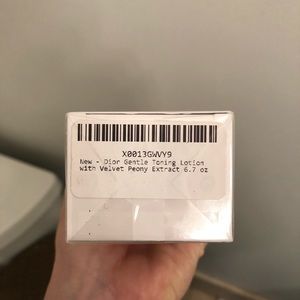 X0013GWVY9
New - Dior Gentle Toning Lotion
with Velvet Peony Extract 6.7 oz